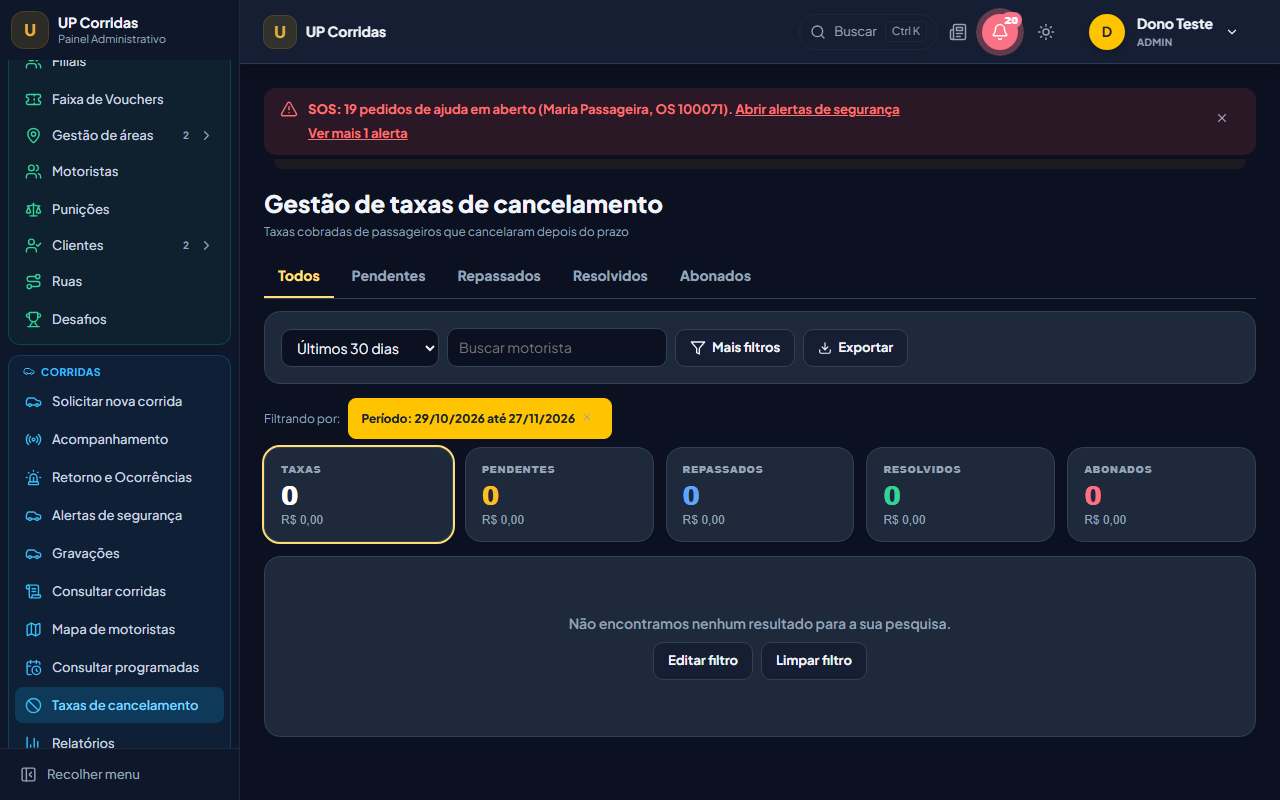 U
UP Corridas
Painel Administrativo
Filiais
Faixa de Vouchers
Gestão de áreas 2
Motoristas
Punições
Clientes 2
Ruas
Desafios
CORRIDAS
Solicitar nova corrida
Acompanhamento
Retorno e Ocorrências
Alertas de segurança
Gravações
Consultar corridas
Mapa de motoristas
Consultar programadas
Taxas de cancelamento
Relatórios
Recolher menu
U UP Corridas
Buscar Ctrl K
20
D
Dono Teste
ADMIN
SOS: 19 pedidos de ajuda em aberto (Maria Passageira, OS 100071). Abrir alertas de segurança
Ver mais 1 alerta
Gestão de taxas de cancelamento
Taxas cobradas de passageiros que cancelaram depois do prazo
Todos Pendentes Repassados Resolvidos Abonados
Últimos 30 dias Buscar motorista Mais filtros Exportar
Filtrando por: Período: 29/10/2026 até 27/11/2026 ×
TAXAS PENDENTES REPASSADOS RESOLVIDOS ABONADOS
0 0 0 0 0
R$ 0,00 R$ 0,00 R$ 0,00 R$ 0,00 R$ 0,00
Não encontramos nenhum resultado para a sua pesquisa.
Editar filtro Limpar filtro